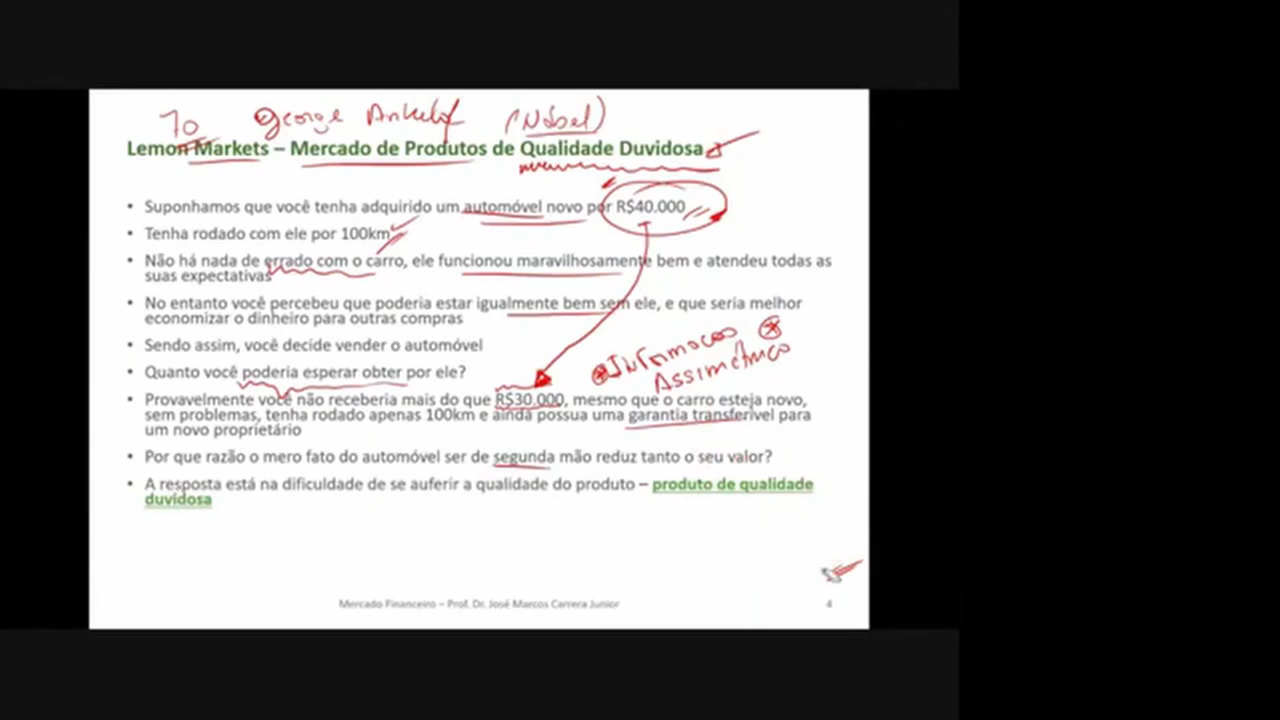 70 George Arkelof (Nobel)
Lemon Markets – Mercado de Produtos de Qualidade Duvidosa
• Suponhamos que você tenha adquirido um automóvel novo por R$40.000
• Tenha rodado com ele por 100km
• Não há nada de errado com o carro, ele funcionou maravilhosamente bem e atendeu todas as
suas expectativas
• No entanto você percebeu que poderia estar igualmente bem sem ele, e que seria melhor
economizar o dinheiro para outras compras
• Sendo assim, você decide vender o automóvel
Informacao
Assimétrica
• Quanto você poderia esperar obter por ele?
• Provavelmente você não receberia mais do que R$30.000, mesmo que o carro esteja novo,
sem problemas, tenha rodado apenas 100km e ainda possua uma garantia transferível para
um novo proprietário
• Por que razão o mero fato do automóvel ser de segunda mão reduz tanto o seu valor?
• A resposta está na dificuldade de se auferir a qualidade do produto – produto de qualidade
duvidosa
Mercado Financeiro – Prof. Dr. José Marcos Carrera Junior
4